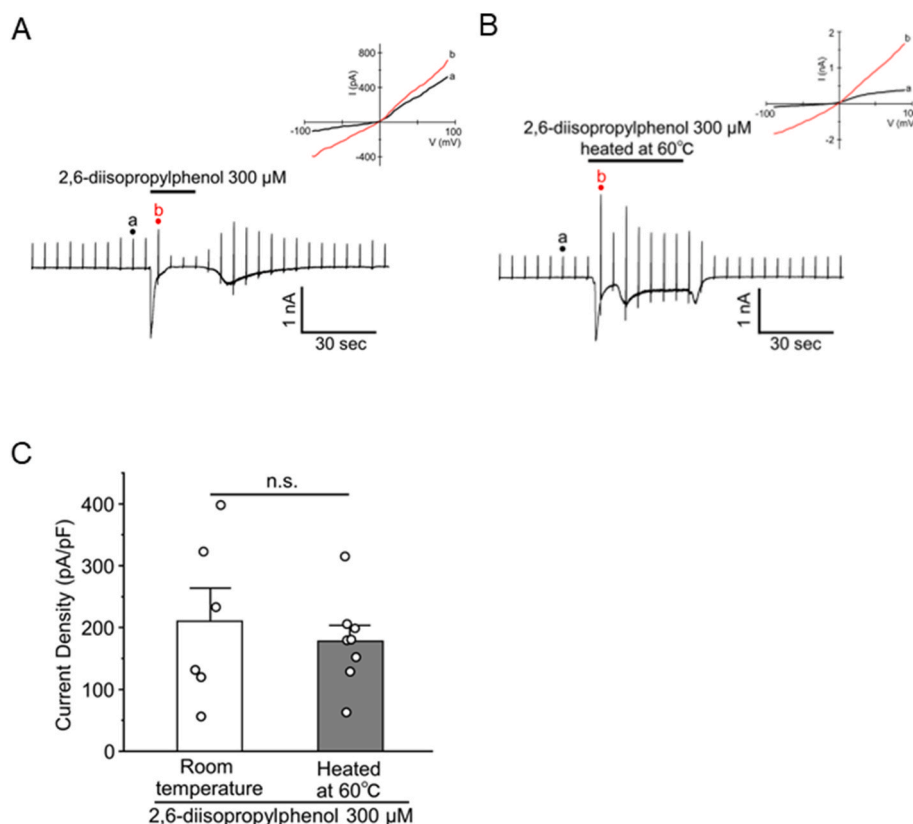 A
800
400
-400
I (pA)
-100
100
V (mV)
b
a
2,6-diisopropylphenol 300 µM
a
b
1 nA
30 sec
B
2
1
-1
-2
I (nA)
-100
100
V (mV)
b
a
2,6-diisopropylphenol 300 µM
heated at 60°C
a
b
1 nA
30 sec
C
n.s.
Current Density (pA/pF)
400
300
200
100
0
Room
temperature
Heated
at 60°C
2,6-diisopropylphenol 300 µM